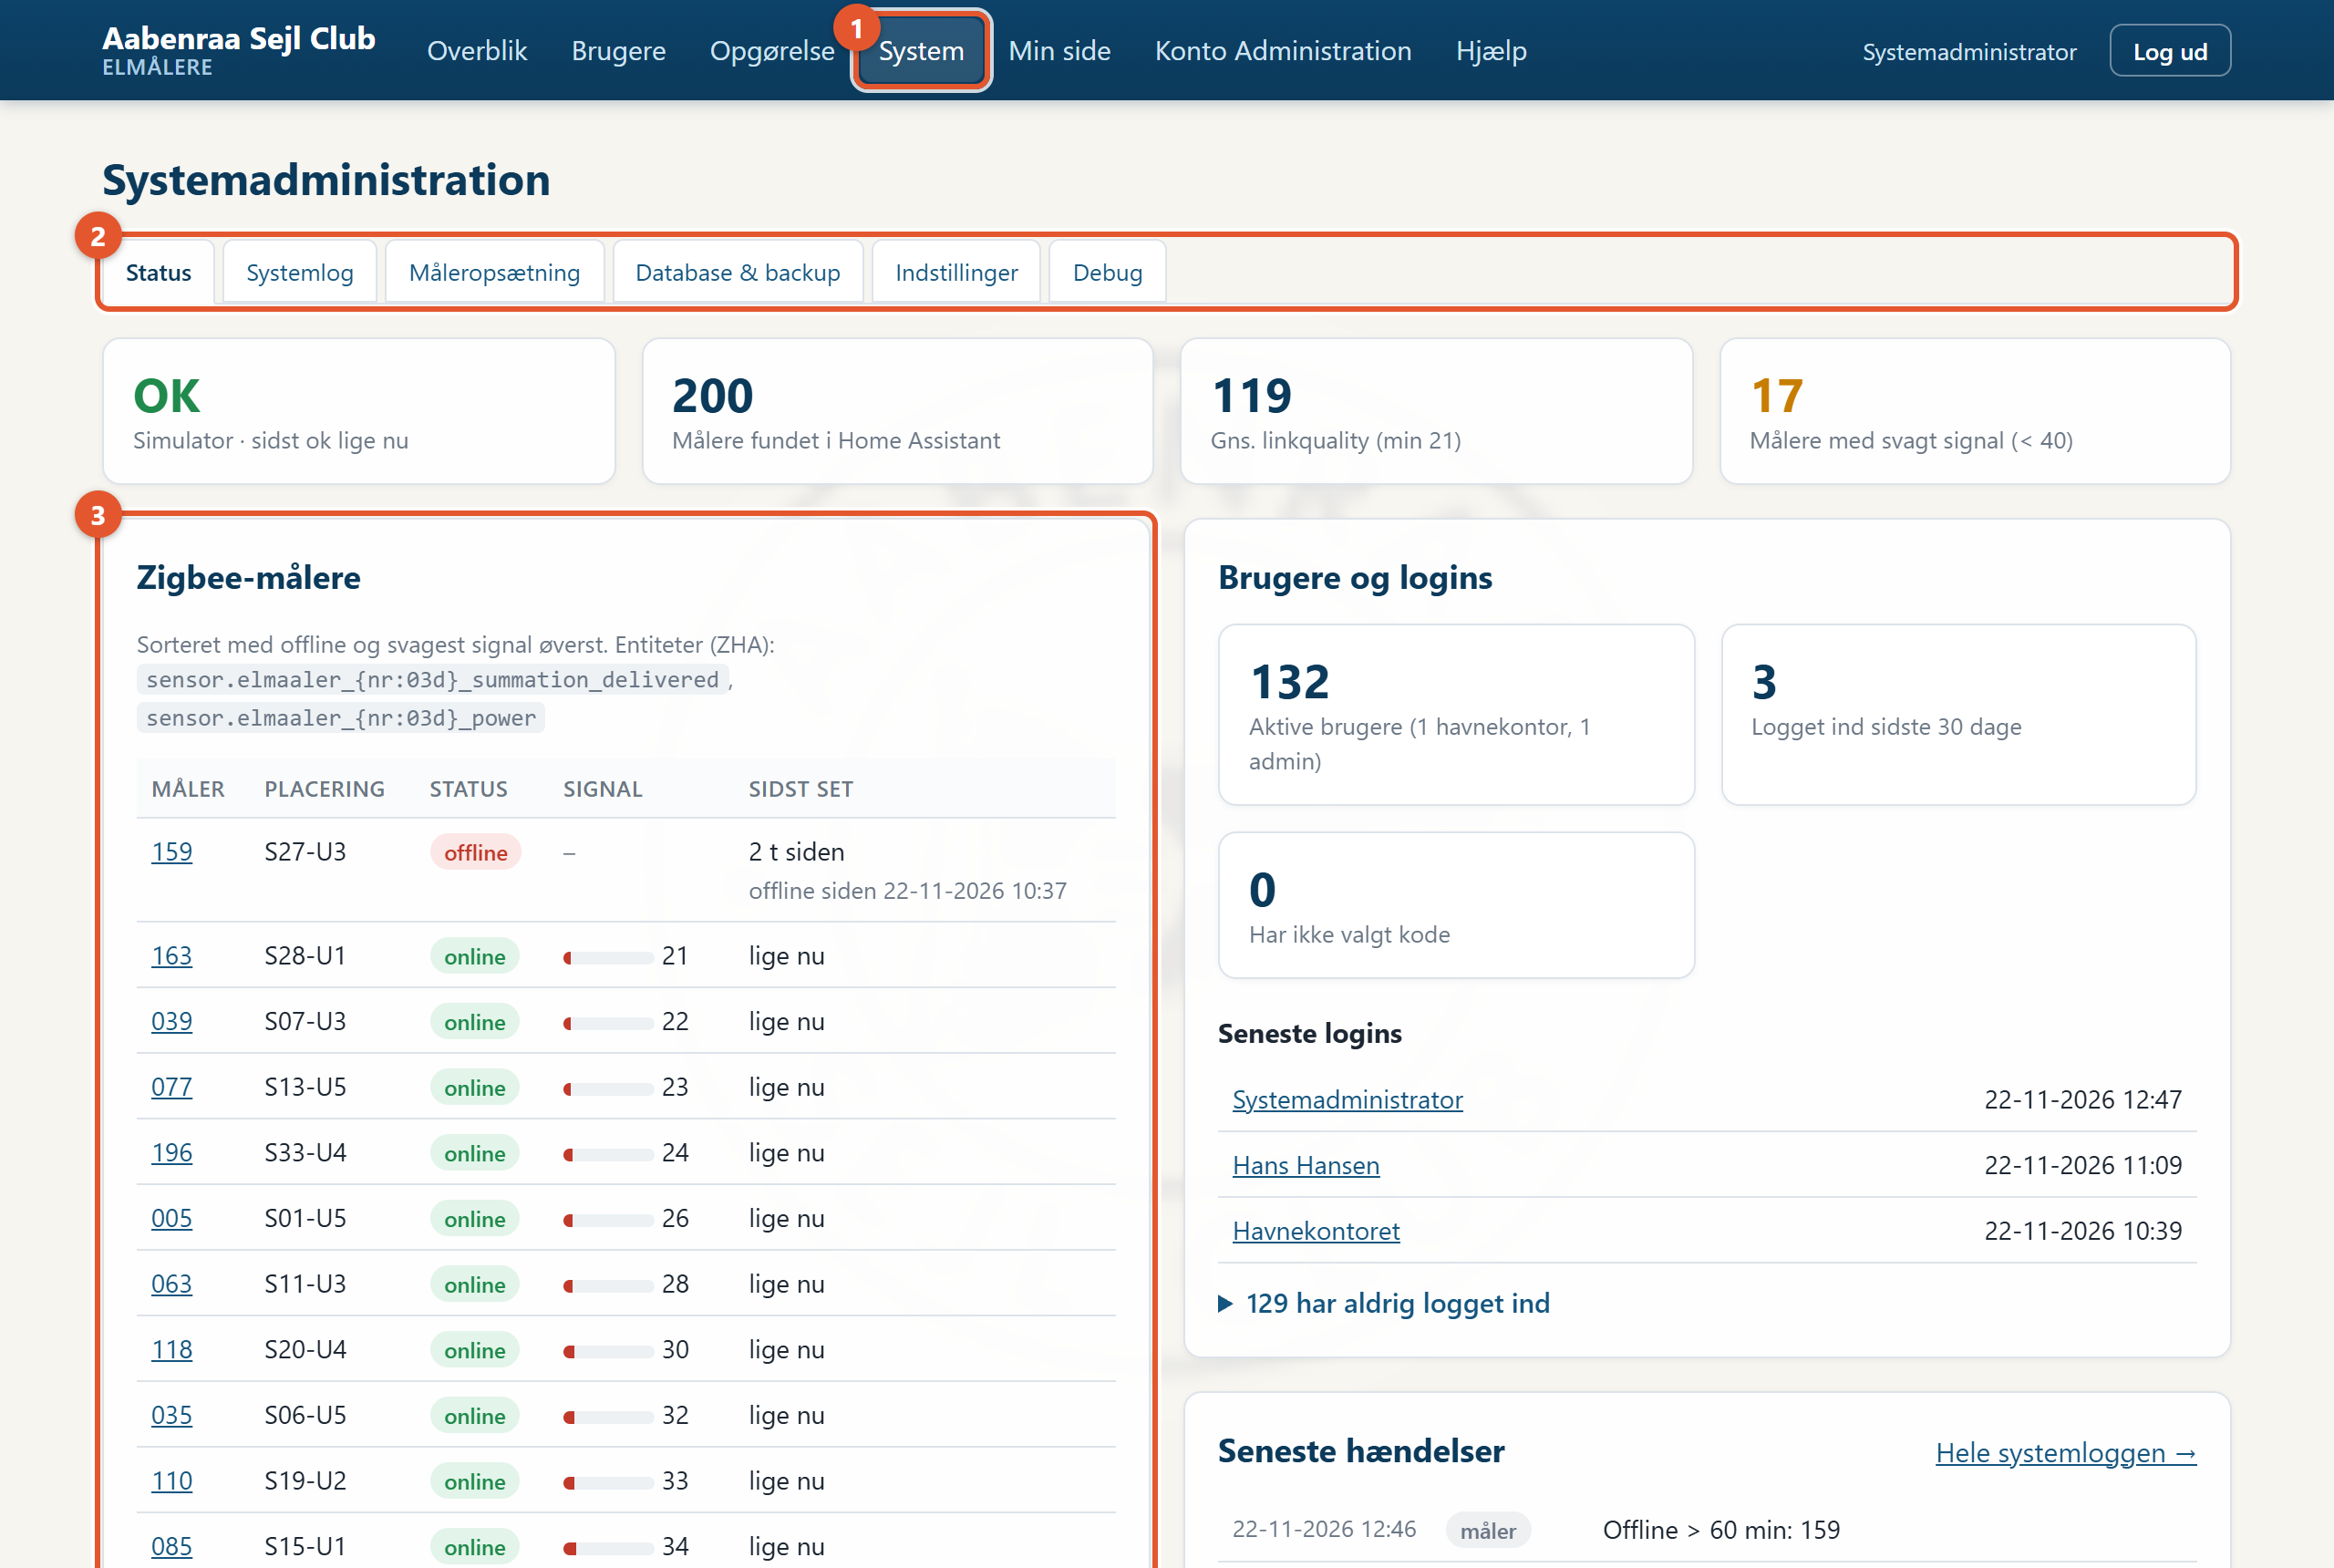 Aabenraa Sejl Club
ELMÅLERE
Overblik
Brugere
Opgørelse
1
System
Min side
Konto Administration
Hjælp
Systemadministrator
Log ud
Systemadministration
2
Status
Systemlog
Måleropsætning
Database & backup
Indstillinger
Debug
OK
Simulator · sidst ok lige nu
200
Målere fundet i Home Assistant
119
Gns. linkquality (min 21)
17
Målere med svagt signal (< 40)
3
Zigbee-målere
Sorteret med offline og svagest signal øverst. Entiteter (ZHA):
sensor.elmaaler_{nr:03d}_summation_delivered,
sensor.elmaaler_{nr:03d}_power
MÅLER PLACERING STATUS SIGNAL SIDST SET
159 S27-U3 offline – 2 t siden
offline siden 22-11-2026 10:37
163 S28-U1 online 21 lige nu
039 S07-U3 online 22 lige nu
077 S13-U5 online 23 lige nu
196 S33-U4 online 24 lige nu
005 S01-U5 online 26 lige nu
063 S11-U3 online 28 lige nu
118 S20-U4 online 30 lige nu
035 S06-U5 online 32 lige nu
110 S19-U2 online 33 lige nu
085 S15-U1 online 34 lige nu
Brugere og logins
132
Aktive brugere (1 havnekontor, 1
admin)
3
Logget ind sidste 30 dage
0
Har ikke valgt kode
Seneste logins
Systemadministrator 22-11-2026 12:47
Hans Hansen 22-11-2026 11:09
Havnekontoret 22-11-2026 10:39
▶ 129 har aldrig logget ind
Seneste hændelser
Hele systemloggen →
22-11-2026 12:46 måler Offline > 60 min: 159